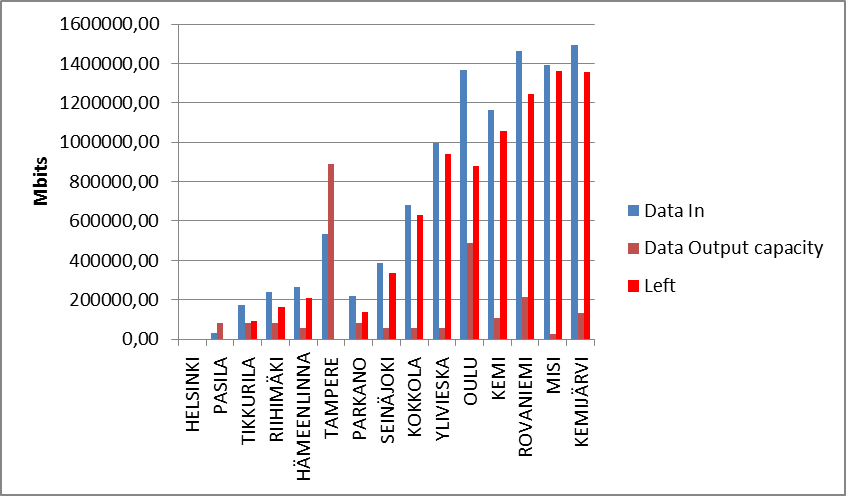 1600000,00
1400000,00
1200000,00
1000000,00
800000,00
600000,00
400000,00
200000,00
0,00
Mbits
HELSINKI
PASILA
TIKKURILA
RIIHIMÄKI
HÄMEENLINNA
TAMPERE
PARKANO
SEINÄJOKI
KOKKOLA
YLIVIESKA
OULU
KEMI
ROVANIEMI
MISI
KEMIJÄRVI
Data In
Data Output capacity
Left